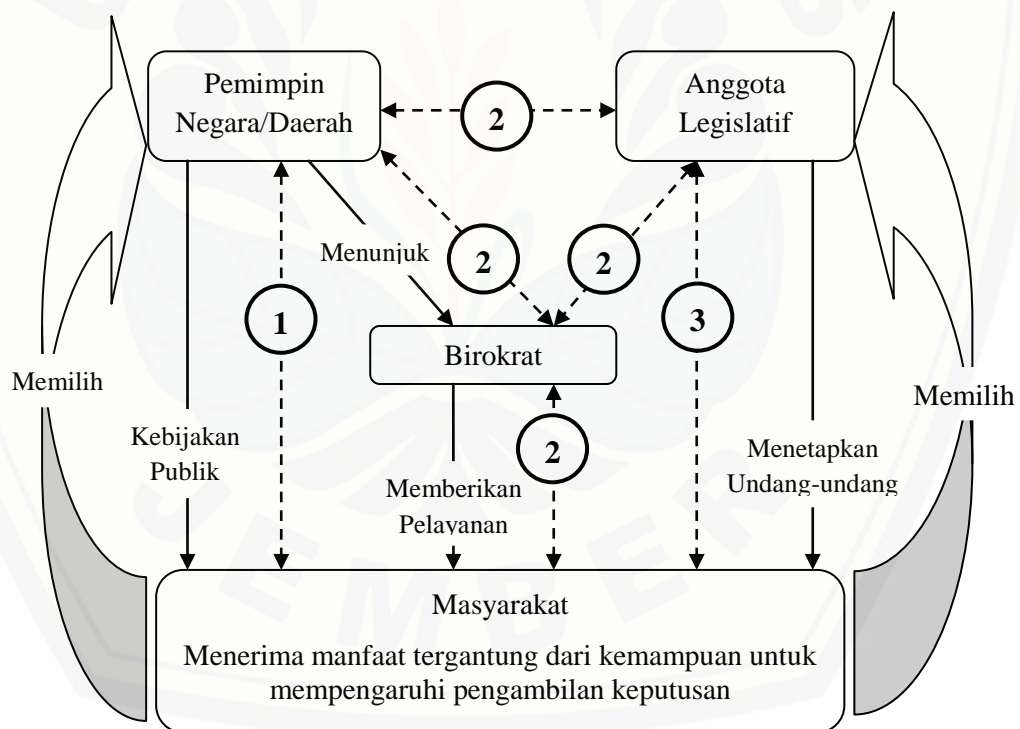 Pemimpin
Negara/Daerah
2
Anggota
Legislatif
Menunjuk
2
2
1
3
Birokrat
Memilih
Memilih
Kebijakan
Publik
2
Menetapkan
Undang-undang
Memberikan
Pelayanan
JEMBER
Masyarakat
Menerima manfaat tergantung dari kemampuan untuk
mempengaruhi pengambilan keputusan